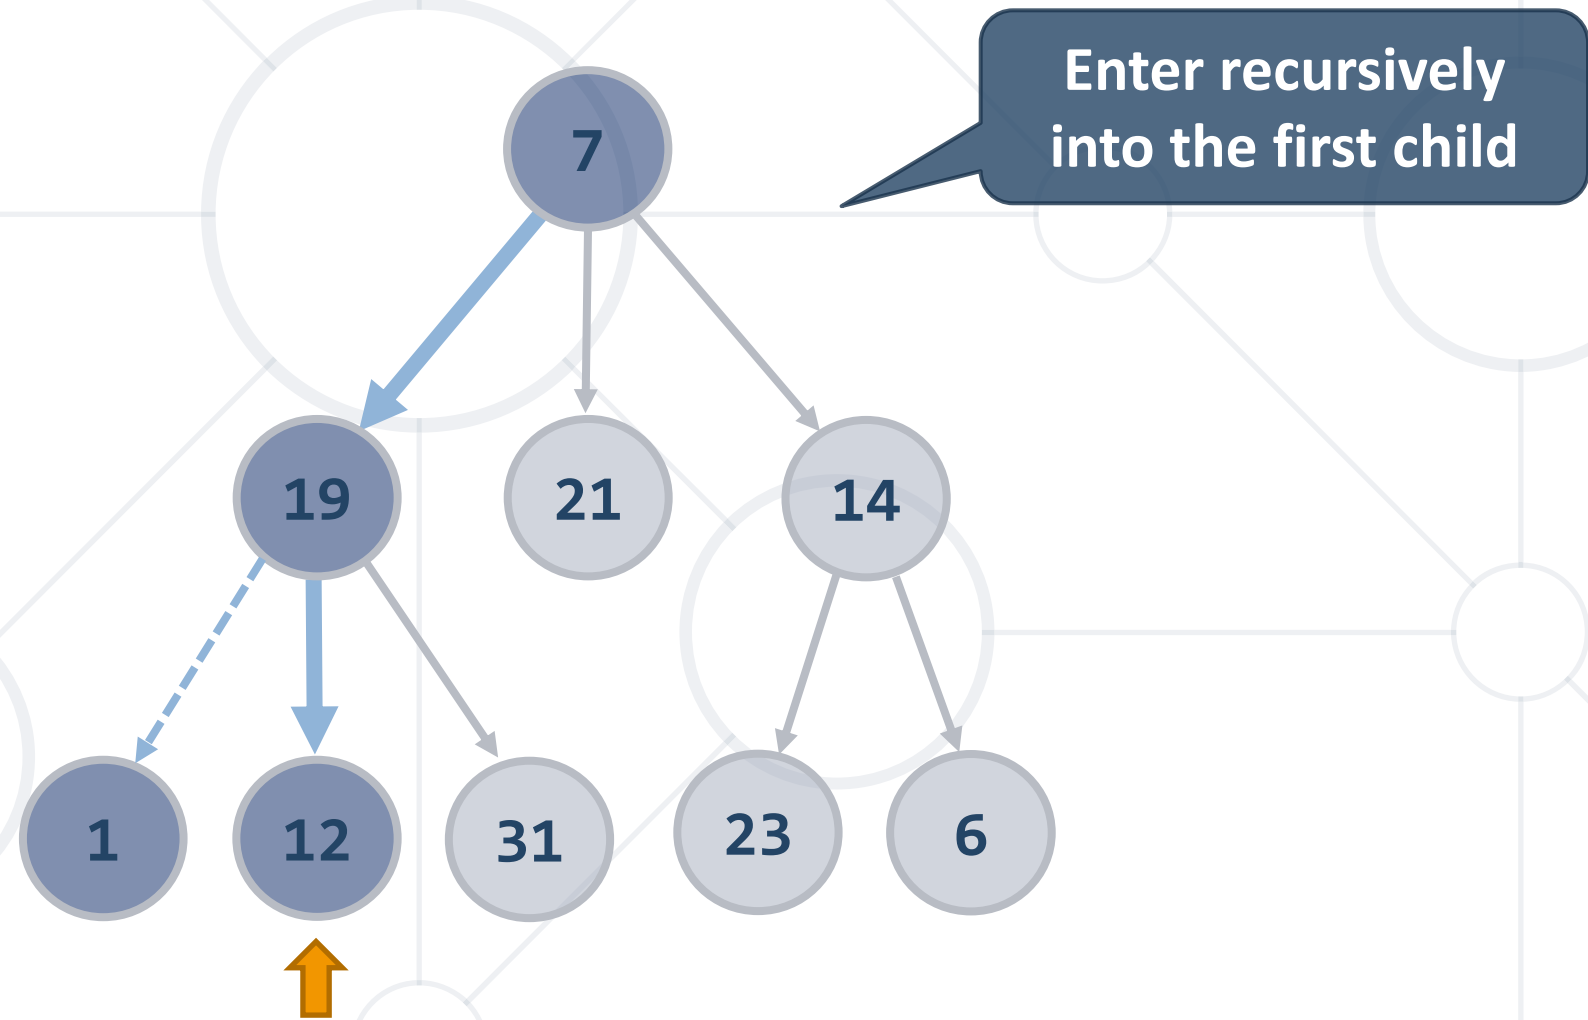 Enter recursively
into the first child
7
19 21 14
1 12 31 23 6